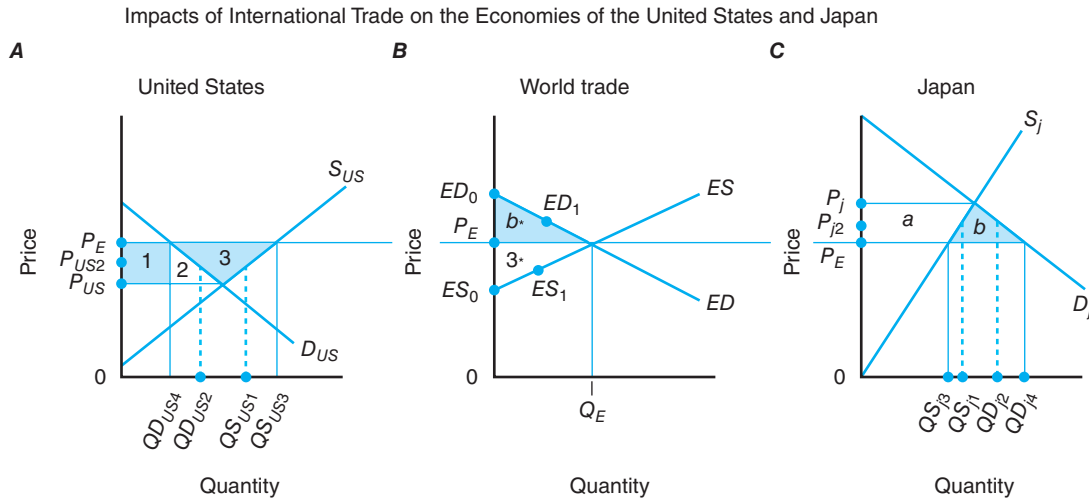 Impacts of International Trade on the Economies of the United States and Japan
A
United States
Price
S_US
P_E
P_US2
P_US
1
2
3
D_US
0
QD_US4
QD_US2
QS_US1
QS_US3
Quantity
B
World trade
Price
ED_0
ED_1
ES
b*
P_E
3*
ES_0
ES_1
ED
0
Q_E
Quantity
C
Japan
Price
S_j
P_j
P_j2
a
b
P_E
D_j
0
QS_j3
QS_j1
QD_j2
QD_j4
Quantity